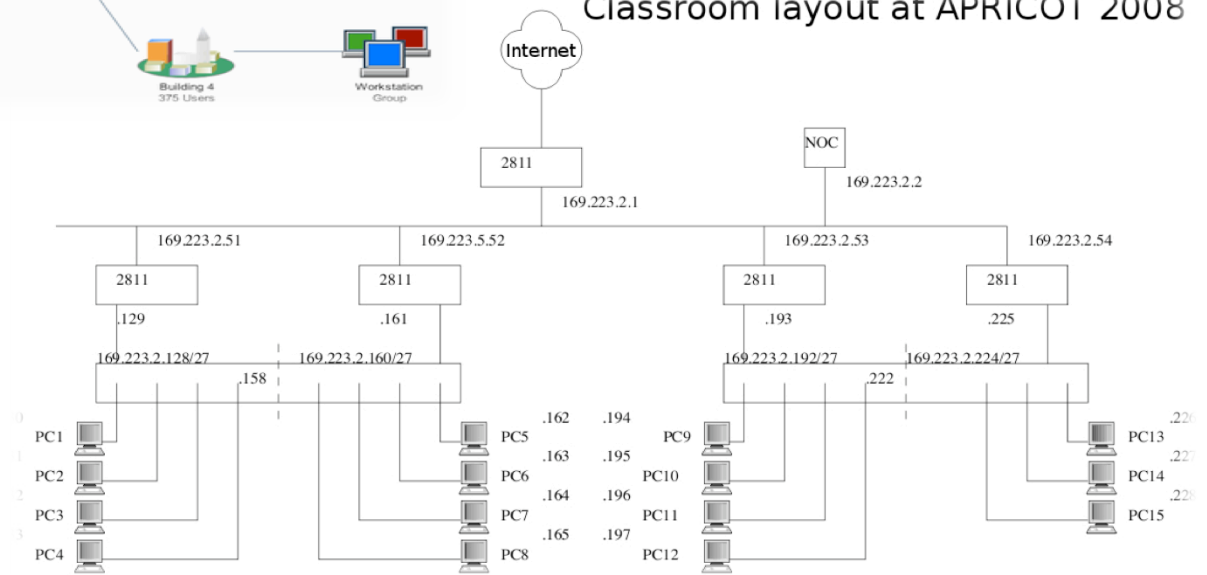 Classroom layout at APRICOT 2008
Building 4
375 Users
Workstation
Group
Internet
2811
NOC
169.223.2.2
169.223.2.1
169.223.2.51
169.223.5.52
169.223.2.53
169.223.2.54
2811
2811
2811
2811
.129
.161
.193
.225
169.223.2.128/27
169.223.2.160/27
169.223.2.192/27
169.223.2.224/27
.158
.222
PC1
PC5
.162
.194
PC9
PC13
.226
PC2
PC6
.163
.195
PC10
PC14
.227
PC3
PC7
.164
.196
PC11
PC15
.228
PC4
PC8
.165
.197
PC12